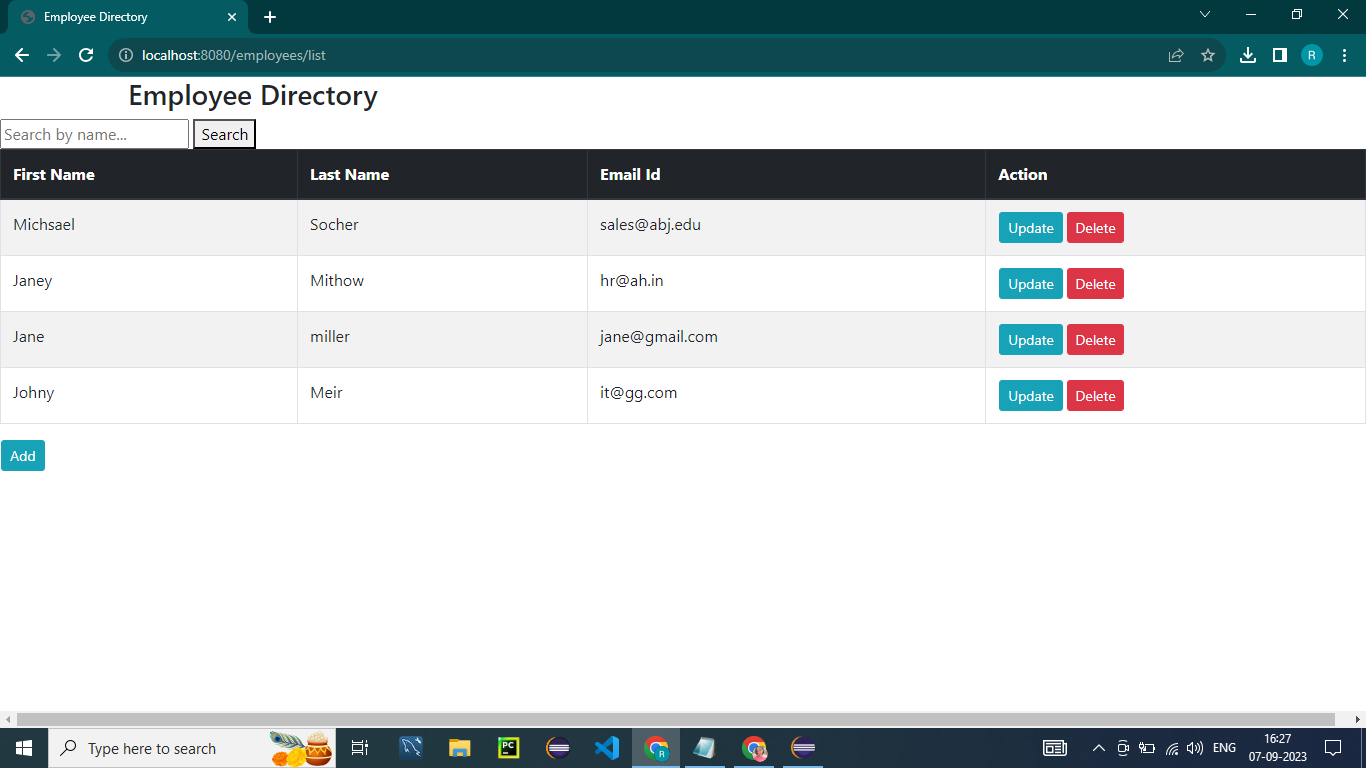 Employee Directory
localhost:8080/employees/list
R
Employee Directory
Search by name... Search
First Name Last Name Email Id Action
Michsael Socher sales@abj.edu Update Delete
Janey Mithow hr@ah.in Update Delete
Jane miller jane@gmail.com Update Delete
Johny Meir it@gg.com Update Delete
Add
Type here to search PC R ENG 16:27
07-09-2023